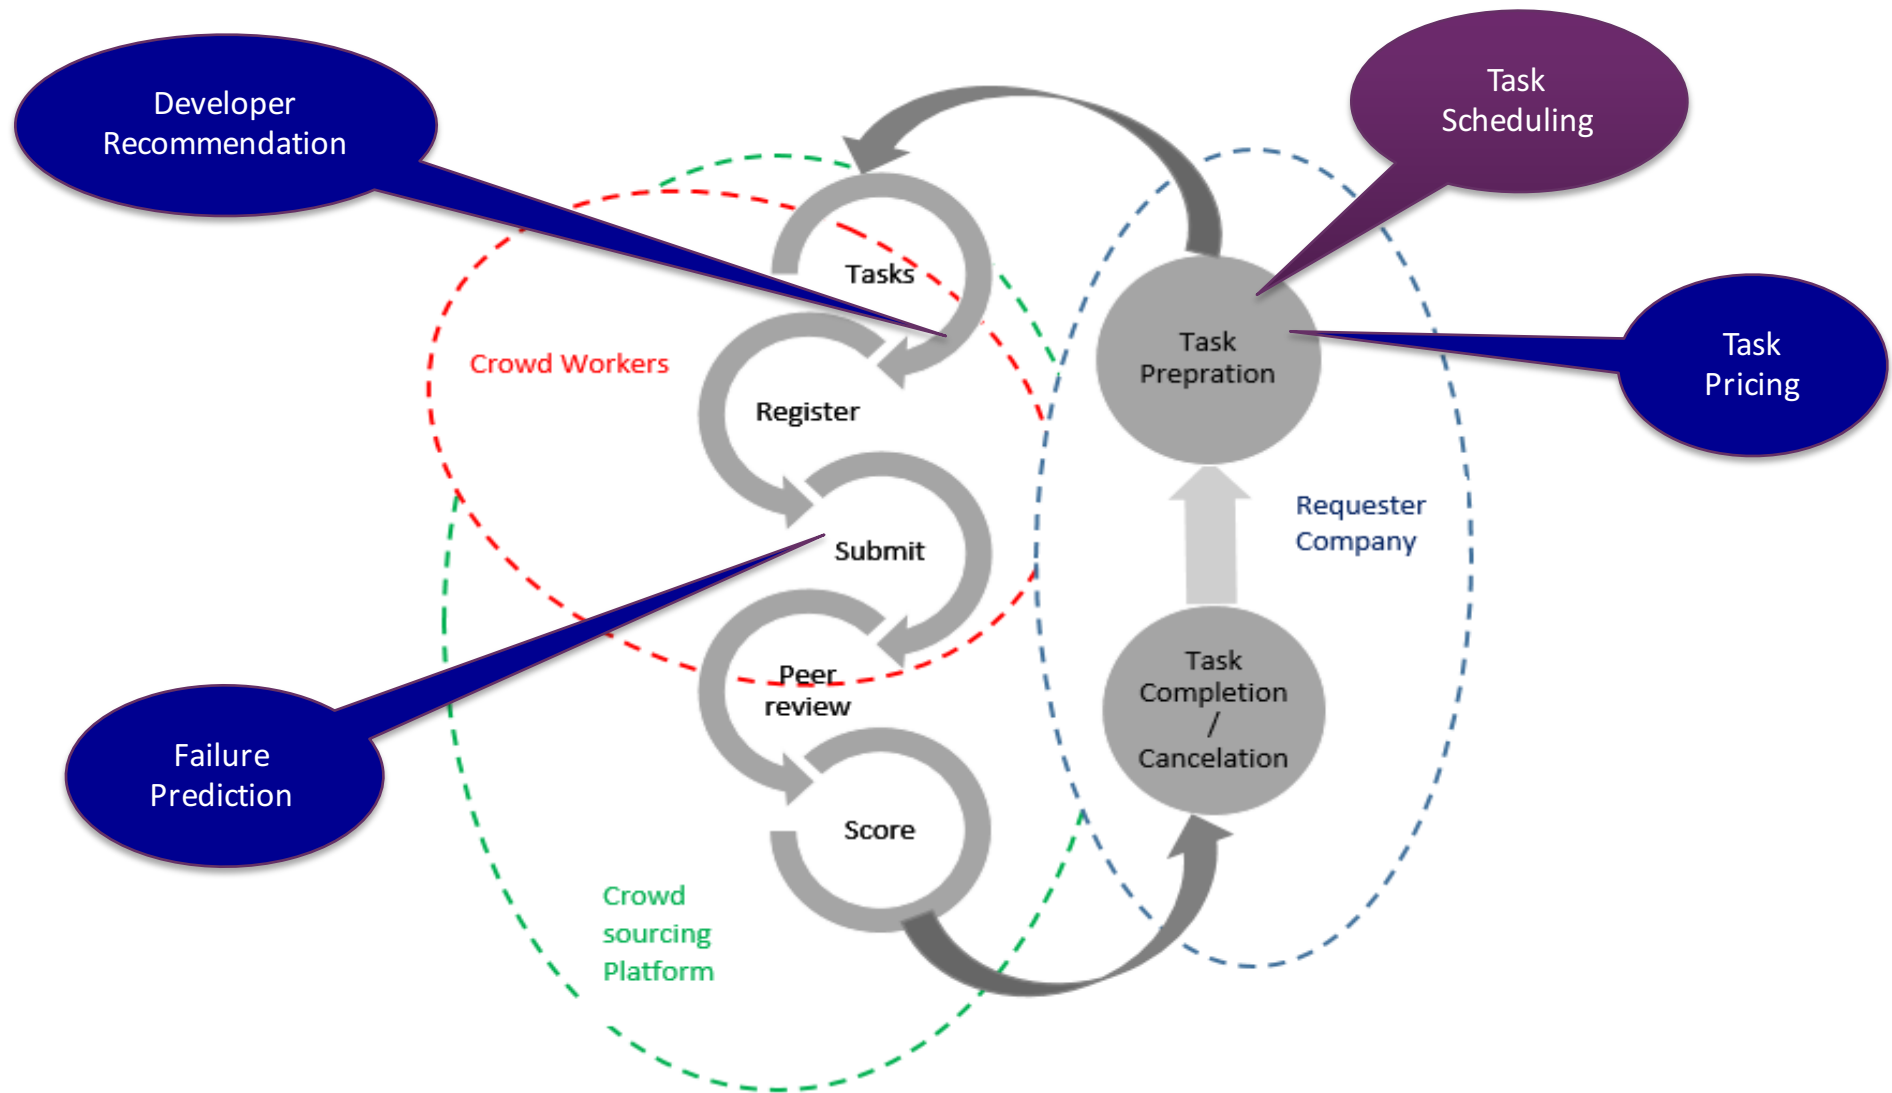 Developer
Recommendation
Task
Scheduling
Tasks
Crowd Workers
Task
Prepration
Task
Pricing
Register
Requester
Company
Submit
Peer
review
Task
Completion
/
Cancelation
Failure
Prediction
Score
Crowd
sourcing
Platform